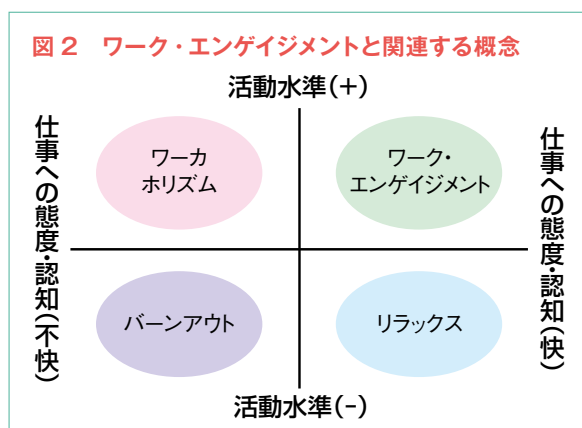 図2 ワーク・エンゲイジメントと関連する概念
活動水準(+)
仕事への態度・認知(不快)
ワーカ
ホリズム
ワーク・
エンゲイジメント
仕事への態度・認知(快)
バーンアウト
リラックス
活動水準(-)